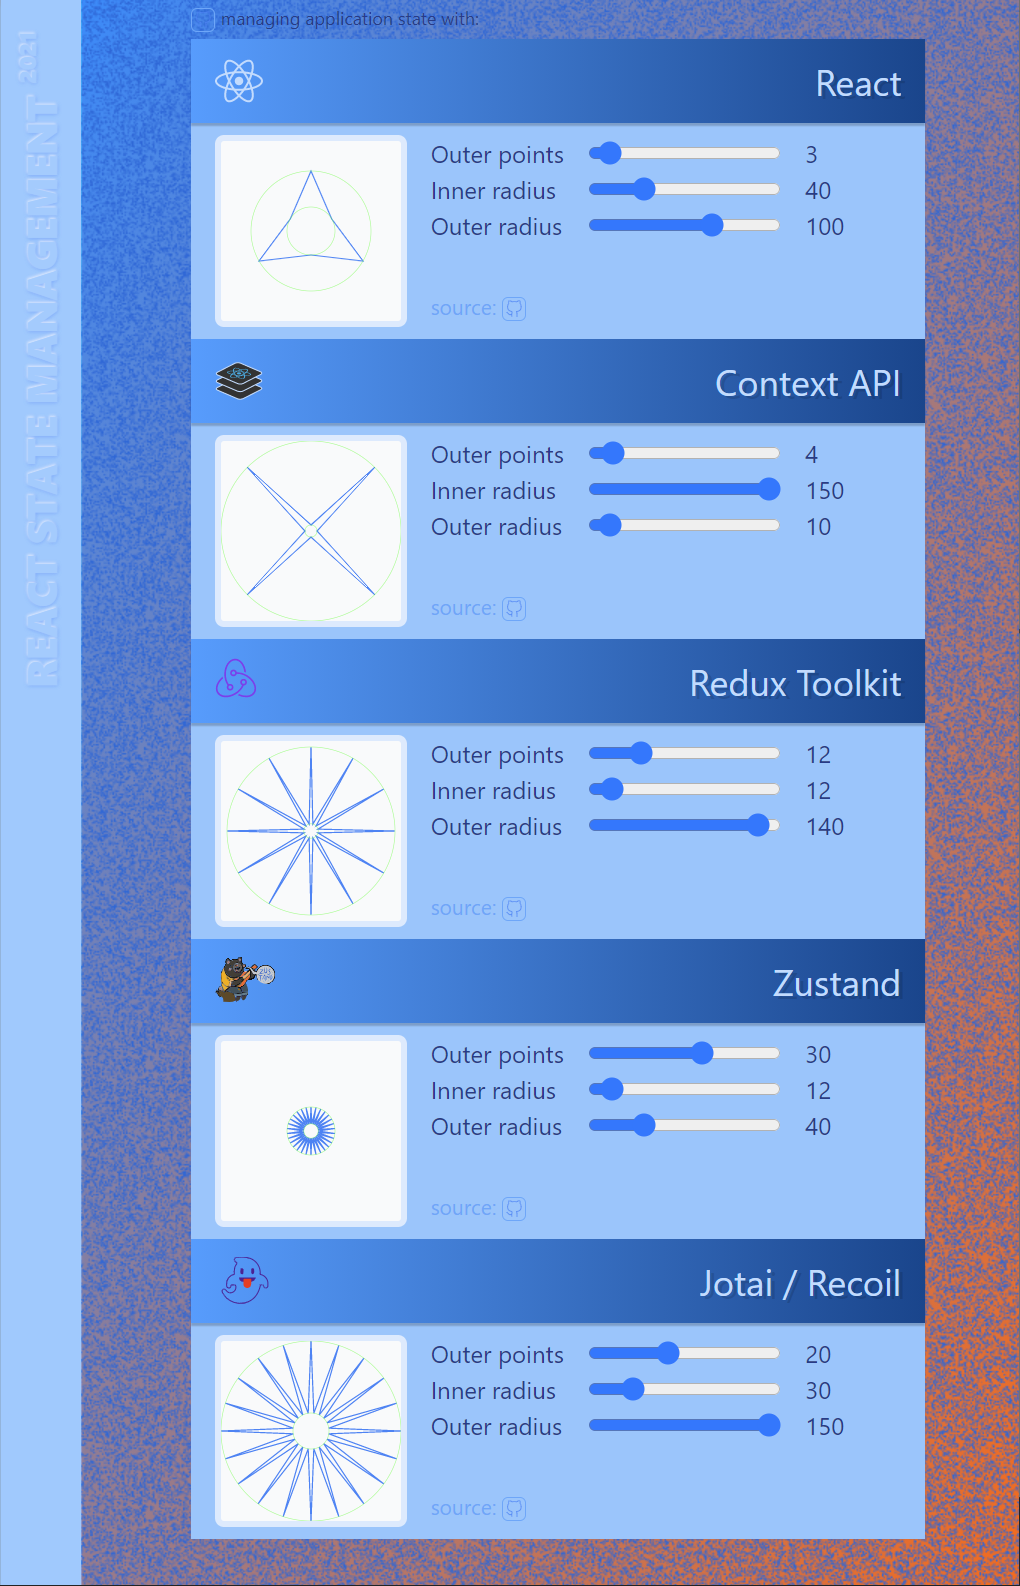 REACT STATE MANAGEMENT 2021
managing application state with:
React
Outer points 3
Inner radius 40
Outer radius 100
source:
Context API
Outer points 4
Inner radius 150
Outer radius 10
source:
Redux Toolkit
Outer points 12
Inner radius 12
Outer radius 140
source:
Zustand
Outer points 30
Inner radius 12
Outer radius 40
source:
Jotai / Recoil
Outer points 20
Inner radius 30
Outer radius 150
source: